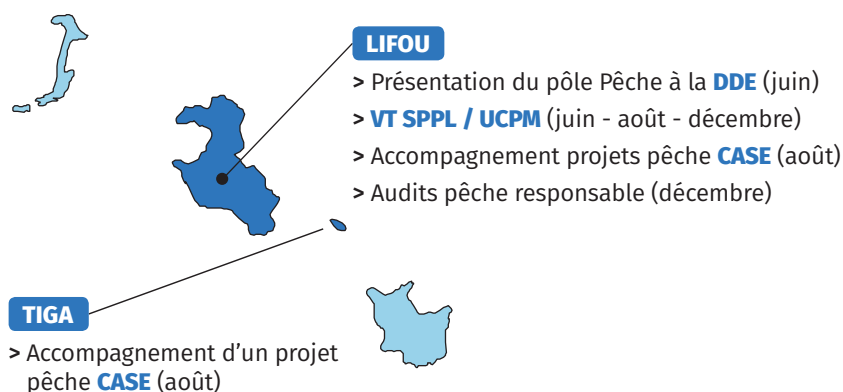 LIFOU
> Présentation du pôle Pêche à la DDE (juin)
> VT SPPL / UCPM (juin - août - décembre)
> Accompagnement projets pêche CASE (août)
> Audits pêche responsable (décembre)
TIGA
> Accompagnement d’un projet
pêche CASE (août)